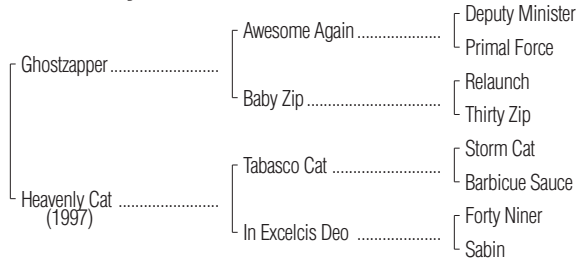 Deputy Minister
Awesome Again ....................
Primal Force
Ghostzapper ..........................
Relaunch
Baby Zip ................................
Thirty Zip
Storm Cat
Tabasco Cat ..........................
Barbicue Sauce
Heavenly Cat ........................
(1997)
Forty Niner
In Excelcis Deo ....................
Sabin